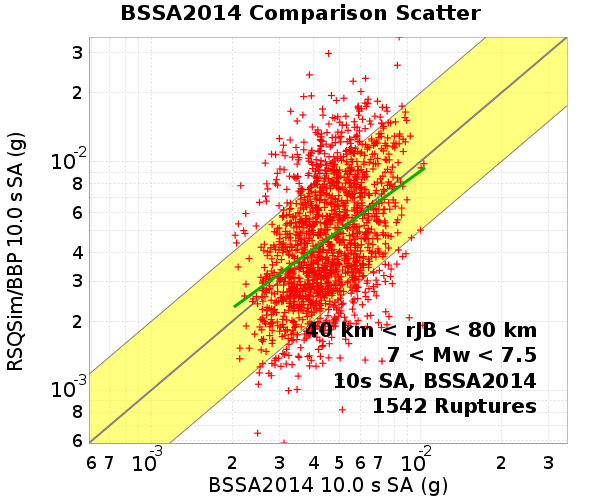 BSSA2014 Comparison Scatter
RSQSim/BBP 10.0 s SA (g)
3
2
10-2
8
6
4
3
2
10-3
8
6
40 km < rJB < 80 km
7 < Mw < 7.5
10s SA, BSSA2014
1542 Ruptures
6 7 10-3 2 3 4 5 6 7 10-2 2 3
BSSA2014 10.0 s SA (g)